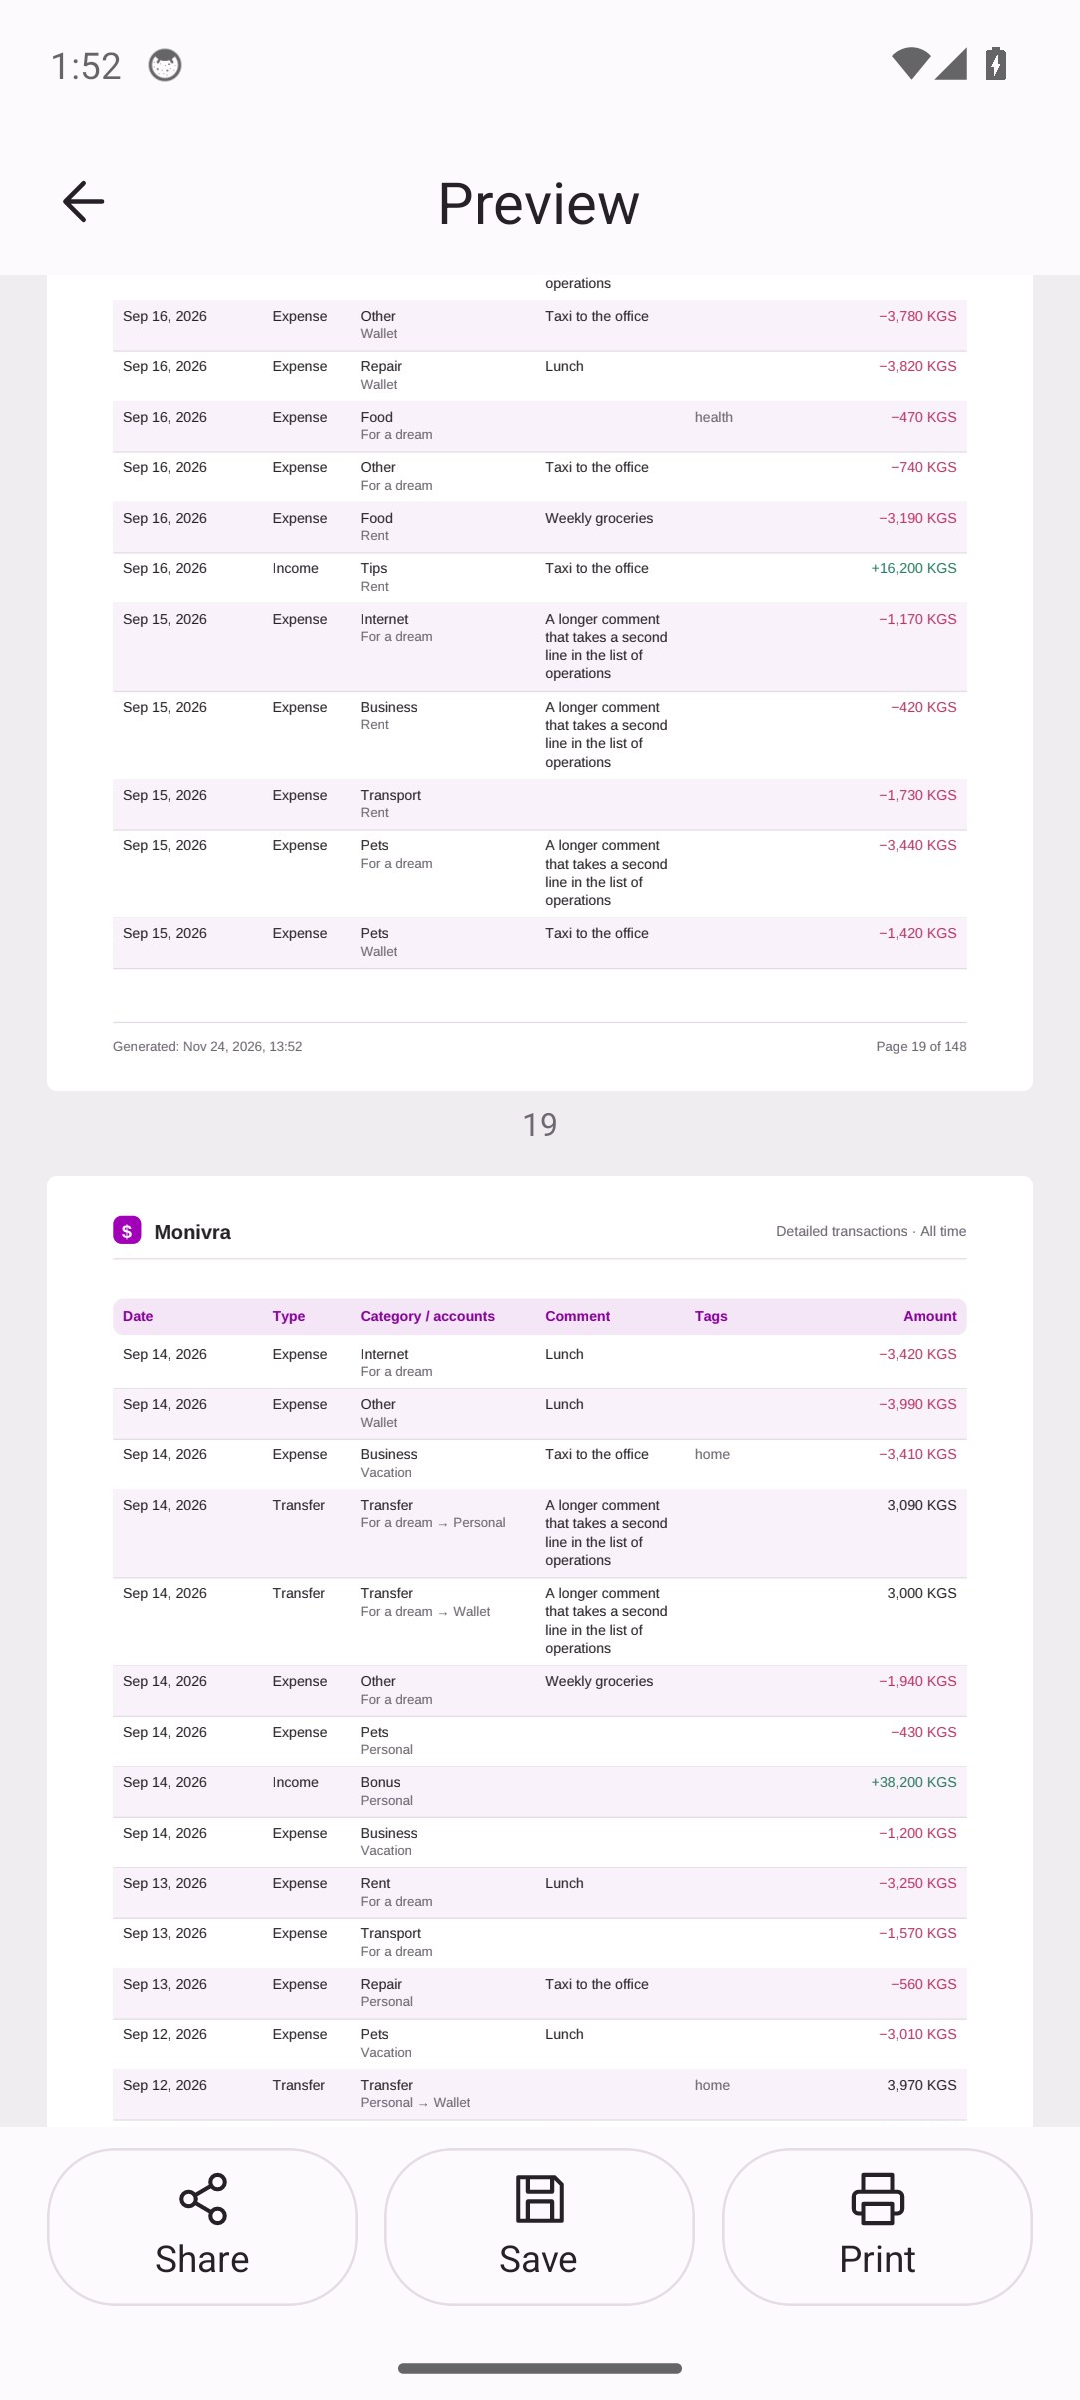 1:52
Preview
operations
Sep 16, 2026 Expense Other Taxi to the office −3,780 KGS
Wallet
Sep 16, 2026 Expense Repair Lunch −3,820 KGS
Wallet
Sep 16, 2026 Expense Food health −470 KGS
For a dream
Sep 16, 2026 Expense Other Taxi to the office −740 KGS
For a dream
Sep 16, 2026 Expense Food Weekly groceries −3,190 KGS
Rent
Sep 16, 2026 Income Tips Taxi to the office +16,200 KGS
Rent
Sep 15, 2026 Expense Internet A longer comment −1,170 KGS
For a dream that takes a second
line in the list of
operations
Sep 15, 2026 Expense Business A longer comment −420 KGS
Rent that takes a second
line in the list of
operations
Sep 15, 2026 Expense Transport −1,730 KGS
Rent
Sep 15, 2026 Expense Pets A longer comment −3,440 KGS
For a dream that takes a second
line in the list of
operations
Sep 15, 2026 Expense Pets Taxi to the office −1,420 KGS
Wallet
Generated: Nov 24, 2026, 13:52 Page 19 of 148
19
$ Monivra Detailed transactions · All time
Date Type Category / accounts Comment Tags Amount
Sep 14, 2026 Expense Internet Lunch −3,420 KGS
For a dream
Sep 14, 2026 Expense Other Lunch −3,990 KGS
Wallet
Sep 14, 2026 Expense Business Taxi to the office home −3,410 KGS
Vacation
Sep 14, 2026 Transfer Transfer A longer comment 3,090 KGS
For a dream → Personal that takes a second
line in the list of
operations
Sep 14, 2026 Transfer Transfer A longer comment 3,000 KGS
For a dream → Wallet that takes a second
line in the list of
operations
Sep 14, 2026 Expense Other Weekly groceries −1,940 KGS
For a dream
Sep 14, 2026 Expense Pets −430 KGS
Personal
Sep 14, 2026 Income Bonus +38,200 KGS
Personal
Sep 14, 2026 Expense Business −1,200 KGS
Vacation
Sep 13, 2026 Expense Rent Lunch −3,250 KGS
For a dream
Sep 13, 2026 Expense Transport −1,570 KGS
For a dream
Sep 13, 2026 Expense Repair Taxi to the office −560 KGS
Personal
Sep 12, 2026 Expense Pets Lunch −3,010 KGS
Vacation
Sep 12, 2026 Transfer Transfer home 3,970 KGS
Personal → Wallet
Share Save Print